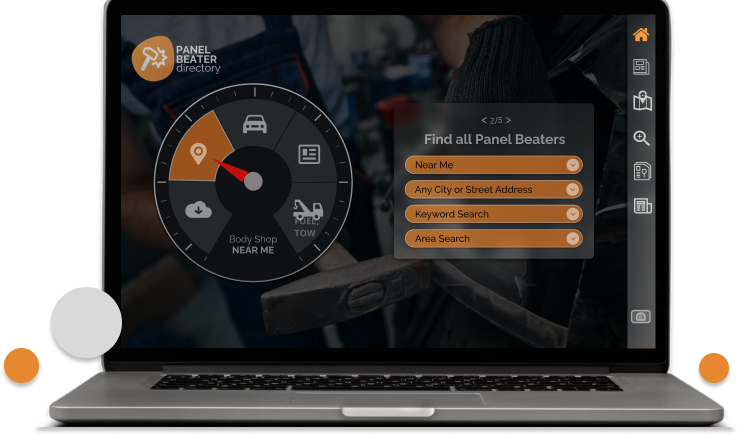 PANEL
BEATER
directory
< 2/5 >
Find all Panel Beaters
Near Me
Any City or Street Address
Keyword Search
Area Search
FUEL,
TOW
Body Shop
NEAR ME